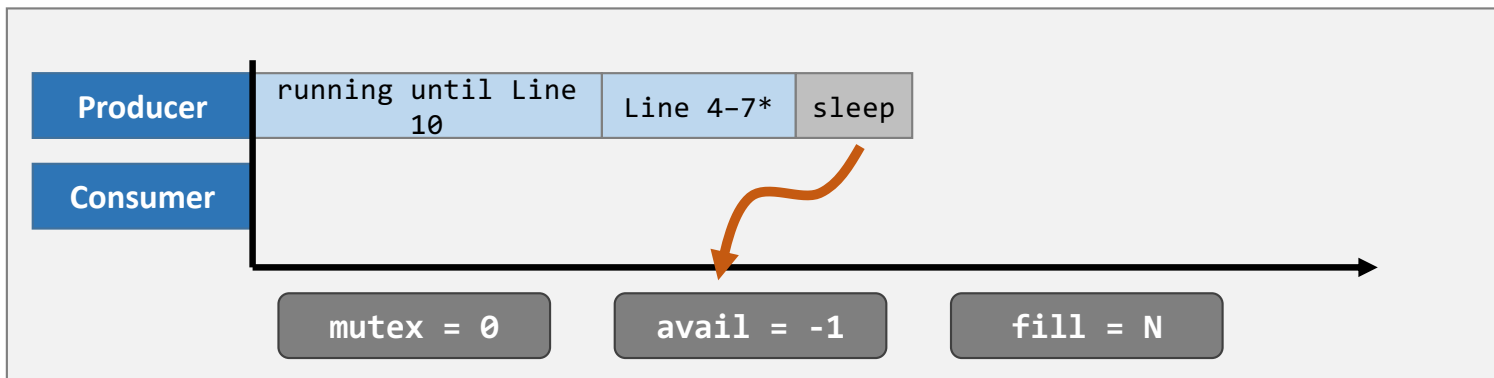 Producer
running until Line
10
Line 4–7*
sleep
Consumer
mutex = 0
avail = -1
fill = N